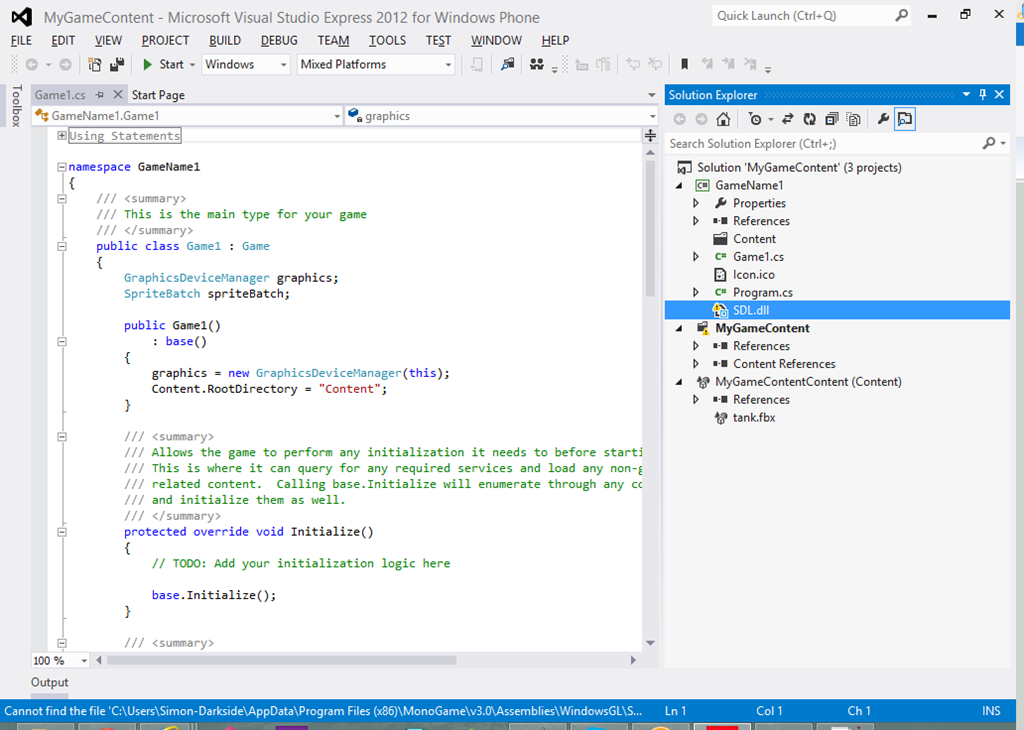 MyGameContent - Microsoft Visual Studio Express 2012 for Windows Phone
Quick Launch (Ctrl+Q)
FILE EDIT VIEW PROJECT BUILD DEBUG TEAM TOOLS TEST WINDOW HELP
Start Windows Mixed Platforms
Toolbox
Game1.cs Start Page
GameName1.Game1 graphics
Using Statements
namespace GameName1
{
/// <summary>
/// This is the main type for your game
/// </summary>
public class Game1 : Game
{
GraphicsDeviceManager graphics;
SpriteBatch spriteBatch;
public Game1()
: base()
{
graphics = new GraphicsDeviceManager(this);
Content.RootDirectory = "Content";
}
/// <summary>
/// Allows the game to perform any initialization it needs to before starti
/// This is where it can query for any required services and load any non-g
/// related content.  Calling base.Initialize will enumerate through any co
/// and initialize them as well.
/// </summary>
protected override void Initialize()
{
// TODO: Add your initialization logic here
base.Initialize();
}
/// <summary>
100 %
Output
Solution Explorer
Search Solution Explorer (Ctrl+;)
Solution 'MyGameContent' (3 projects)
GameName1
Properties
References
Content
Game1.cs
Icon.ico
Program.cs
SDL.dll
MyGameContent
References
Content References
MyGameContentContent (Content)
References
tank.fbx
Cannot find the file 'C:\Users\Simon-Darkside\AppData\Program Files (x86)\MonoGame\v3.0\Assemblies\WindowsGL\S... Ln 1 Col 1 Ch 1 INS